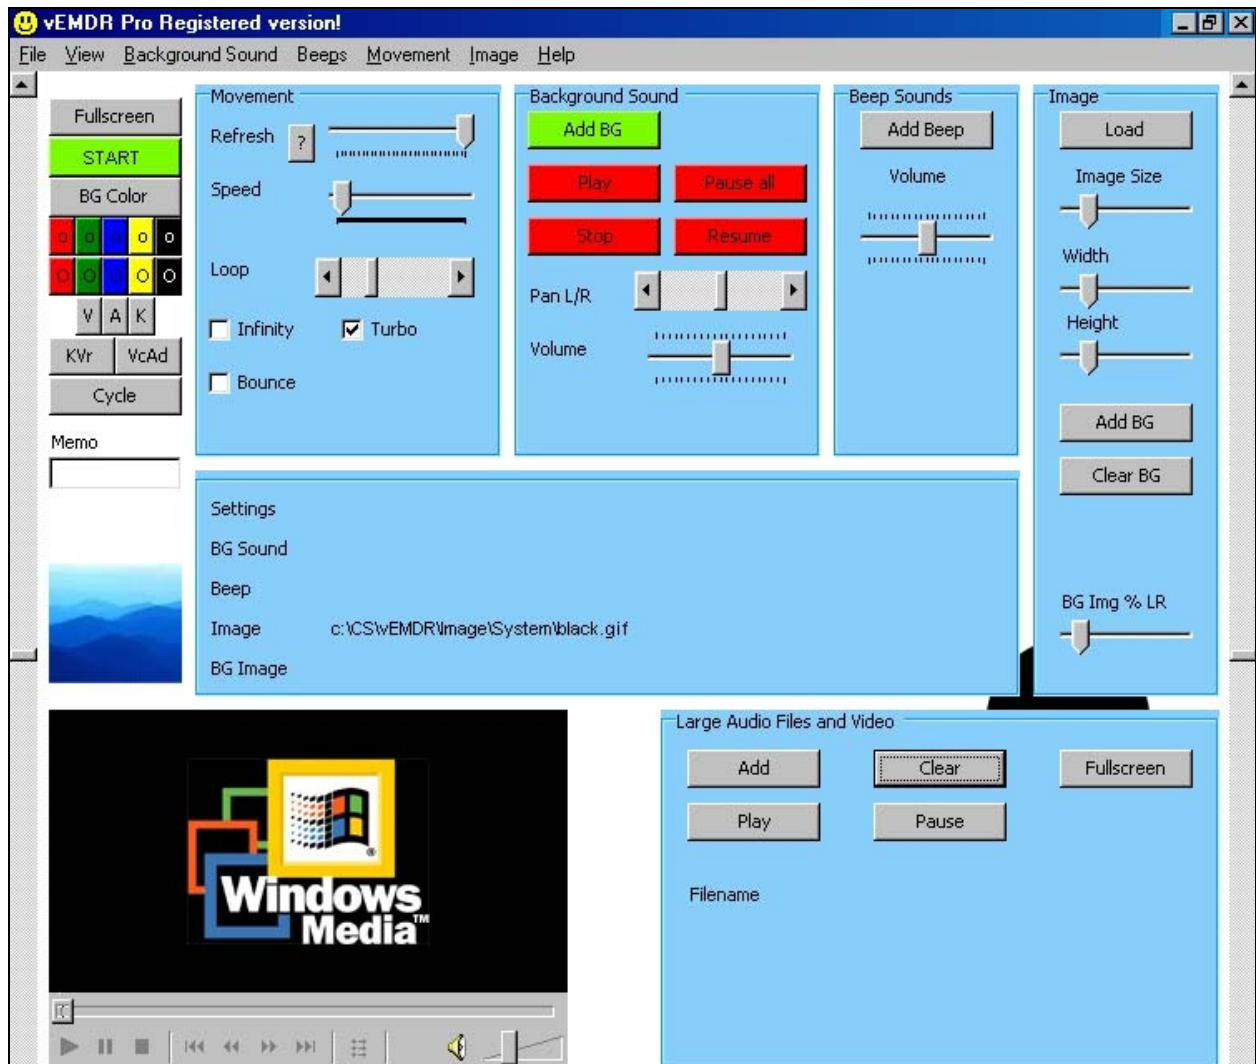 vEMDR Pro Registered version!
File View Background Sound Beeps Movement Image Help
Fullscreen
START
BG Color
o o o o o
O O O O O
V A K
KVr VcAd
Cycle
Memo
Movement
Refresh ?
Speed
Loop
Infinity Turbo
Bounce
Background Sound
Add BG
Play Pause all
Stop Resume
Pan L/R
Volume
Beep Sounds
Add Beep
Volume
Image
Load
Image Size
Width
Height
Add BG
Clear BG
BG Img % LR
Settings
BG Sound
Beep
Image c:\CS\vEMDR\Image\System\black.gif
BG Image
Windows
Media™
Large Audio Files and Video
Add Clear Fullscreen
Play Pause
Filename